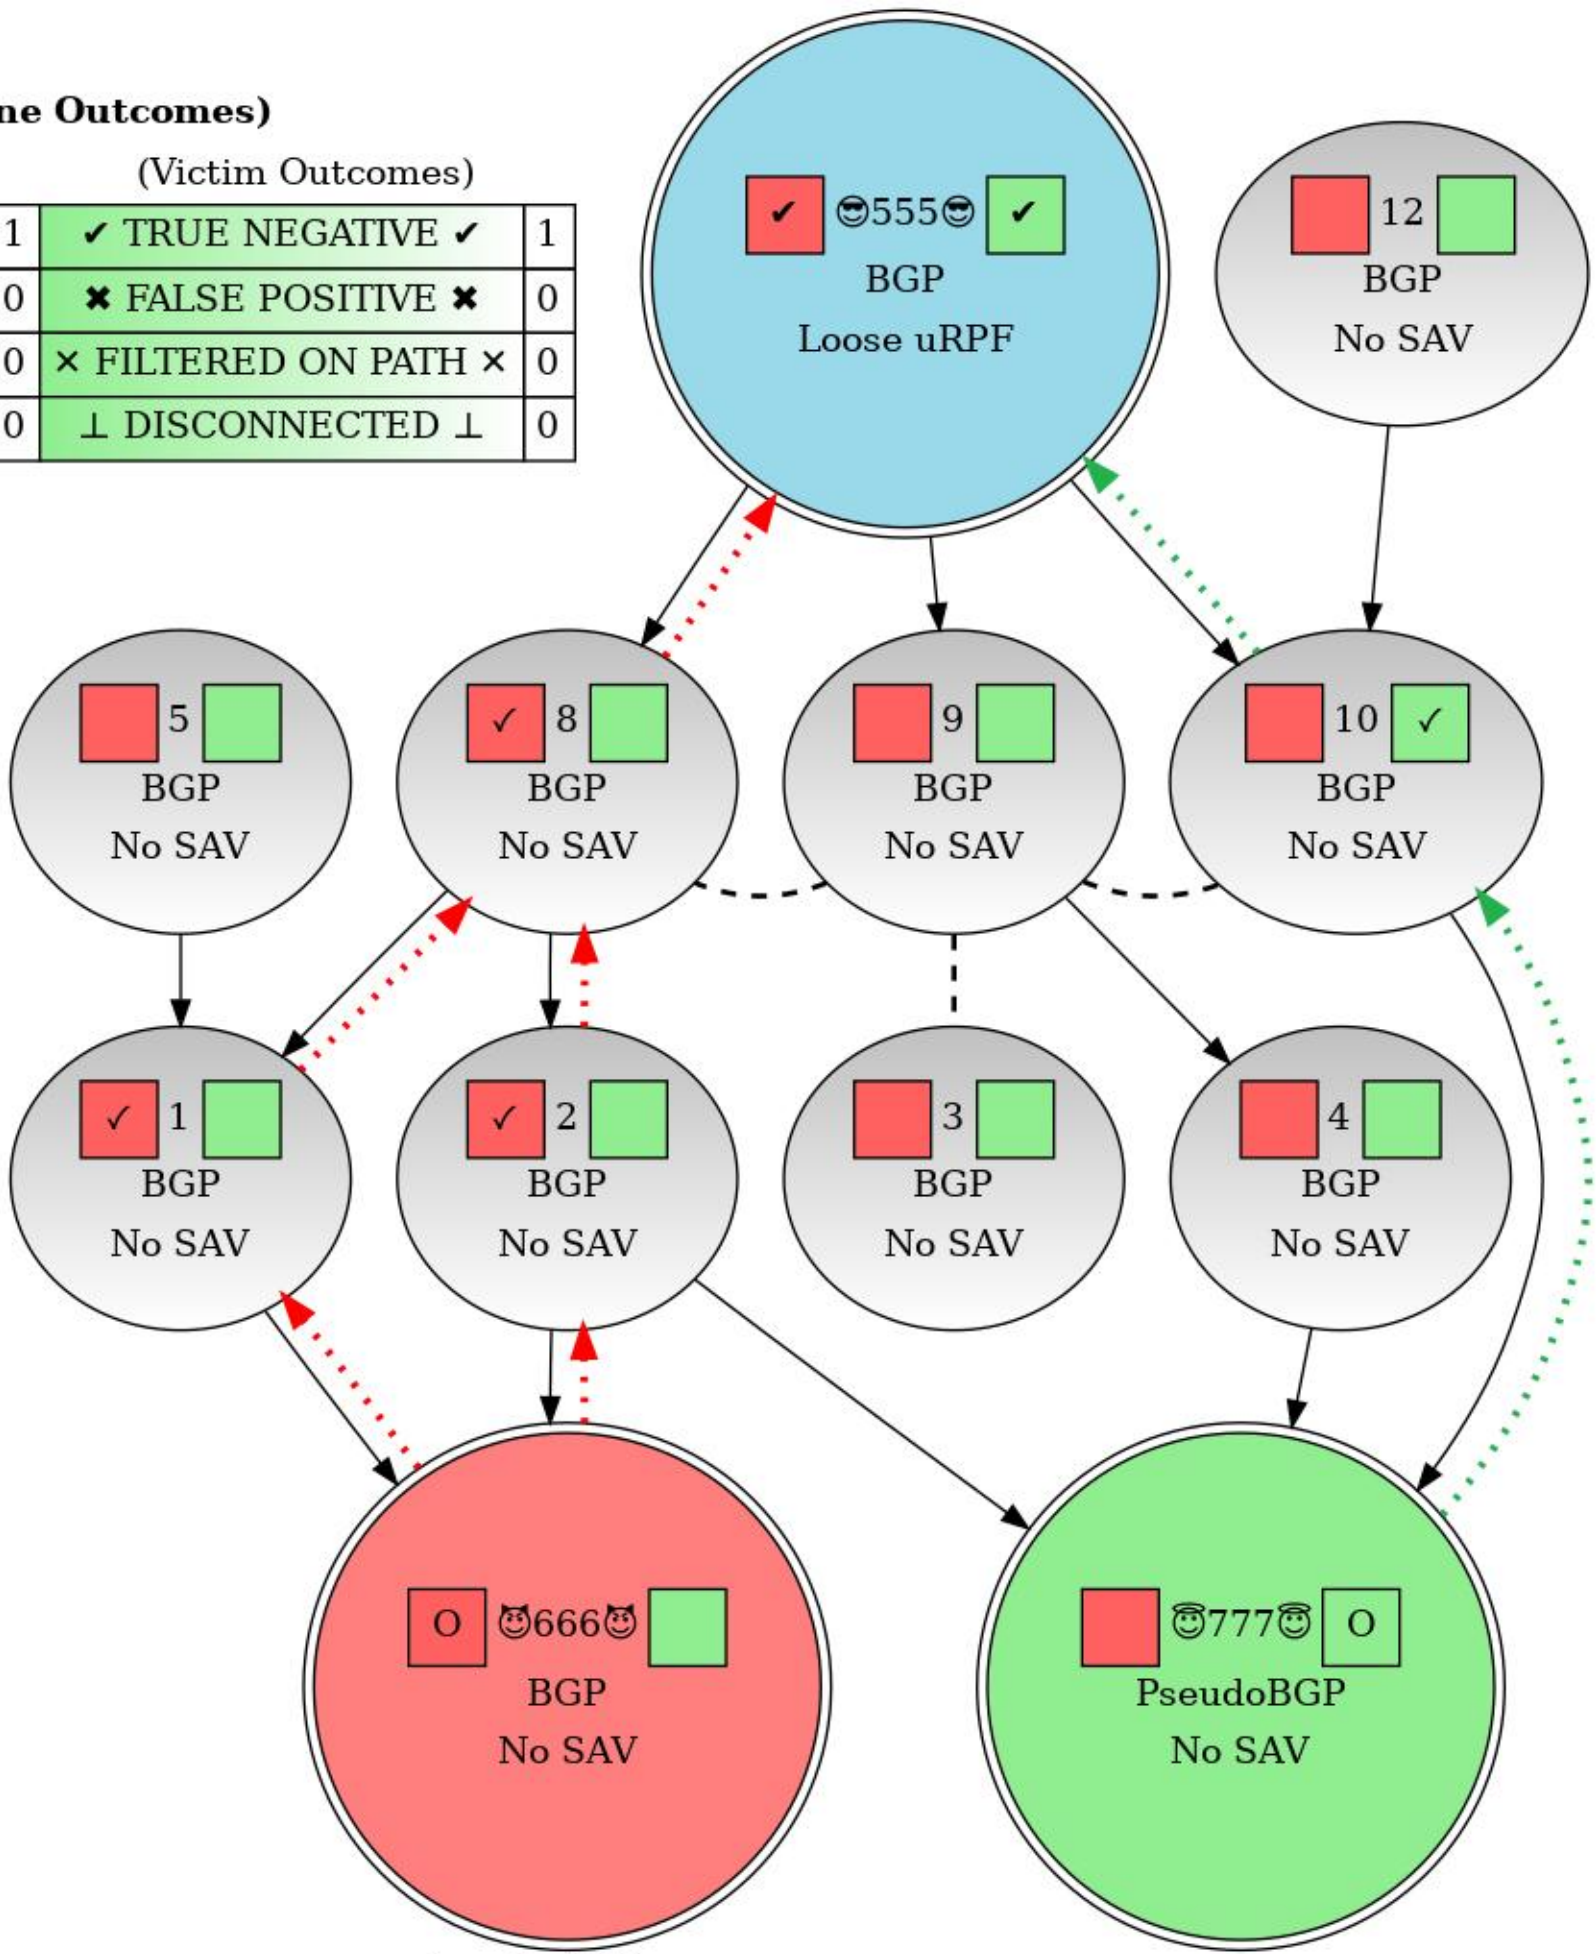 ne Outcomes)
(Victim Outcomes)
1 ✔ TRUE NEGATIVE ✔ 1
0 ✖ FALSE POSITIVE ✖ 0
0 ✕ FILTERED ON PATH ✕ 0
0 ⊥ DISCONNECTED ⊥ 0
✔ 😎555😎 ✔
BGP
Loose uRPF
12
BGP
No SAV
5
BGP
No SAV
✓ 8
BGP
No SAV
9
BGP
No SAV
10 ✓
BGP
No SAV
✓ 1
BGP
No SAV
✓ 2
BGP
No SAV
3
BGP
No SAV
4
BGP
No SAV
O 😈666😈
BGP
No SAV
😇777😇 O
PseudoBGP
No SAV